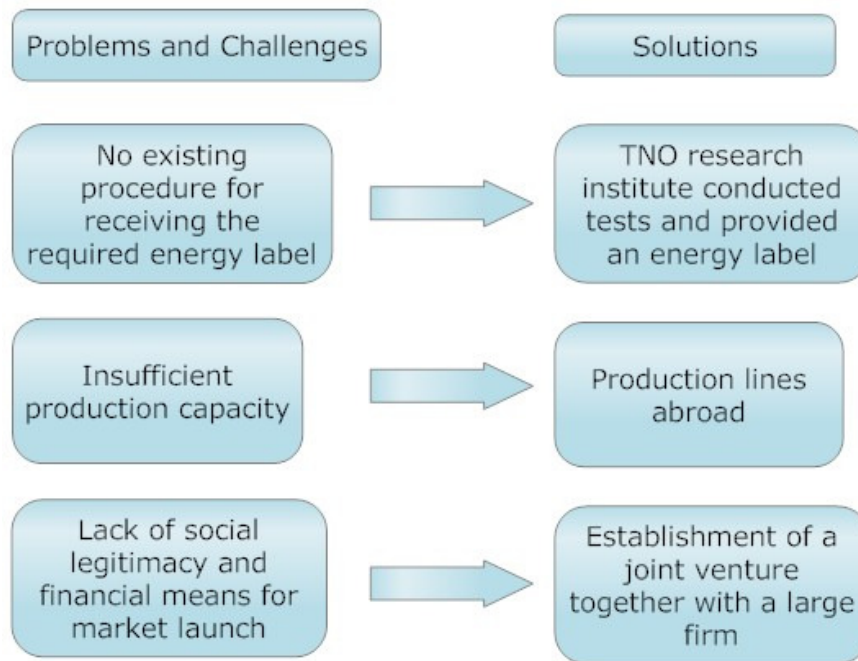 Problems and Challenges
Solutions
No existing
procedure for
receiving the
required energy label
TNO research
institute conducted
tests and provided
an energy label
Insufficient
production capacity
Production lines
abroad
Lack of social
legitimacy and
financial means for
market launch
Establishment of a
joint venture
together with a large
firm